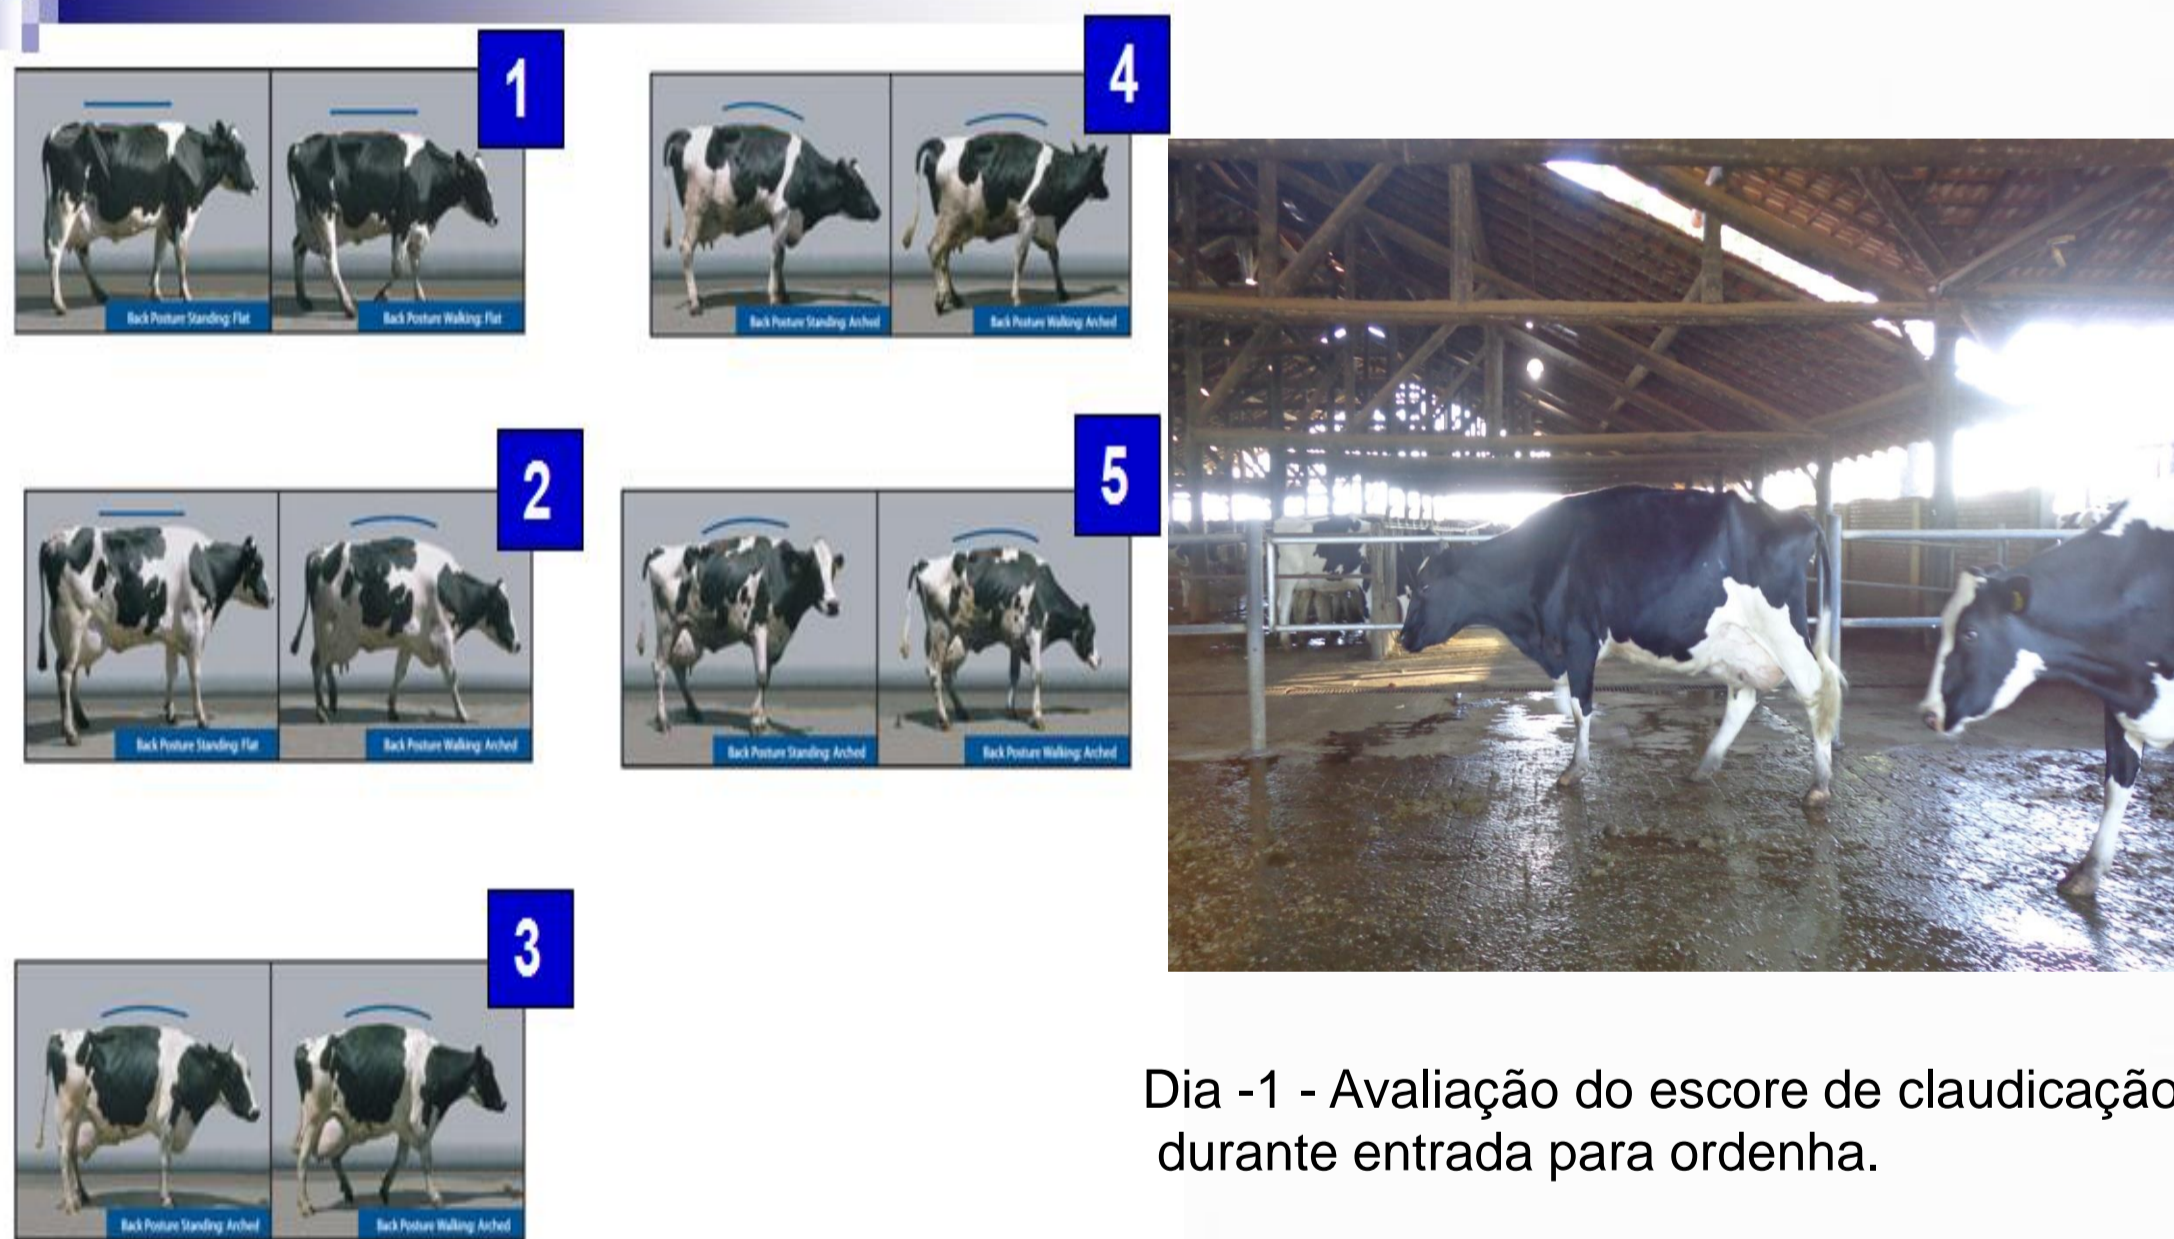 1
Back Posture Standing: Flat
Back Posture Walking: Flat
4
Back Posture Standing: Arched
Back Posture Walking: Arched
2
Back Posture Standing: Flat
Back Posture Walking: Arched
5
Back Posture Standing: Arched
Back Posture Walking: Arched
3
Back Posture Standing: Arched
Back Posture Walking: Arched
Dia -1 - Avaliação do escore de claudicação
durante entrada para ordenha.